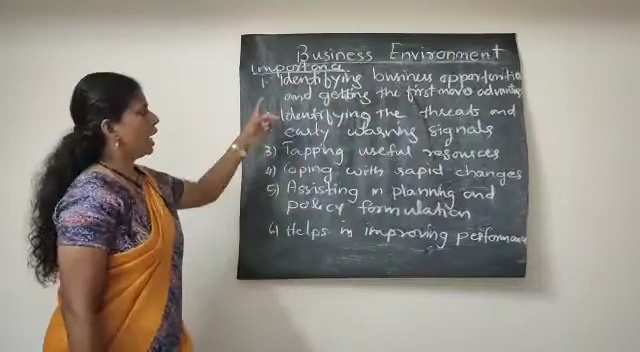 Business Environment
Importance
1. Identifying business opportunities
and getting the first move advantage
Identifying the threats and
early warning signals
3) Tapping useful resources
4) Coping with rapid changes
5) Assisting in planning and
policy formulation
6) Helps in improving performance